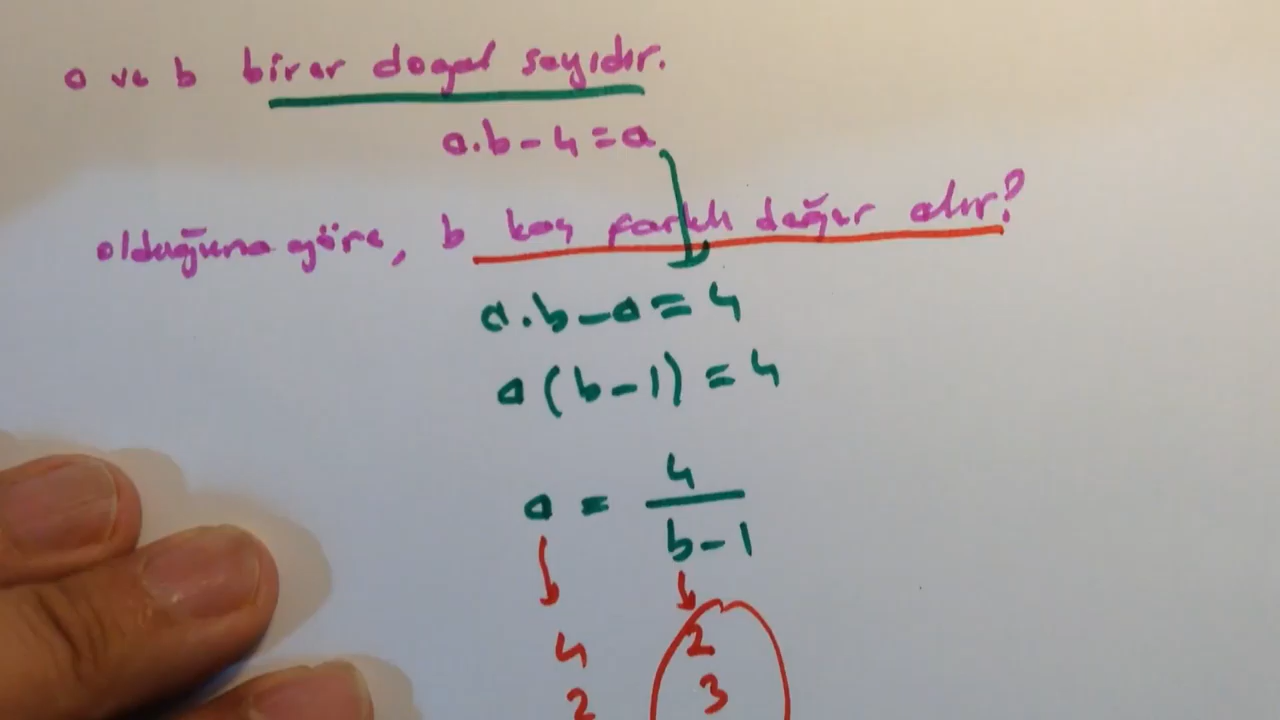 a ve b birer doğal sayıdır.
a.b-4=a
olduğuna göre, b kaç farklı değer alır?
a.b-a=4
a(b-1)=4
a = 4/(b-1)
4 2
2 3